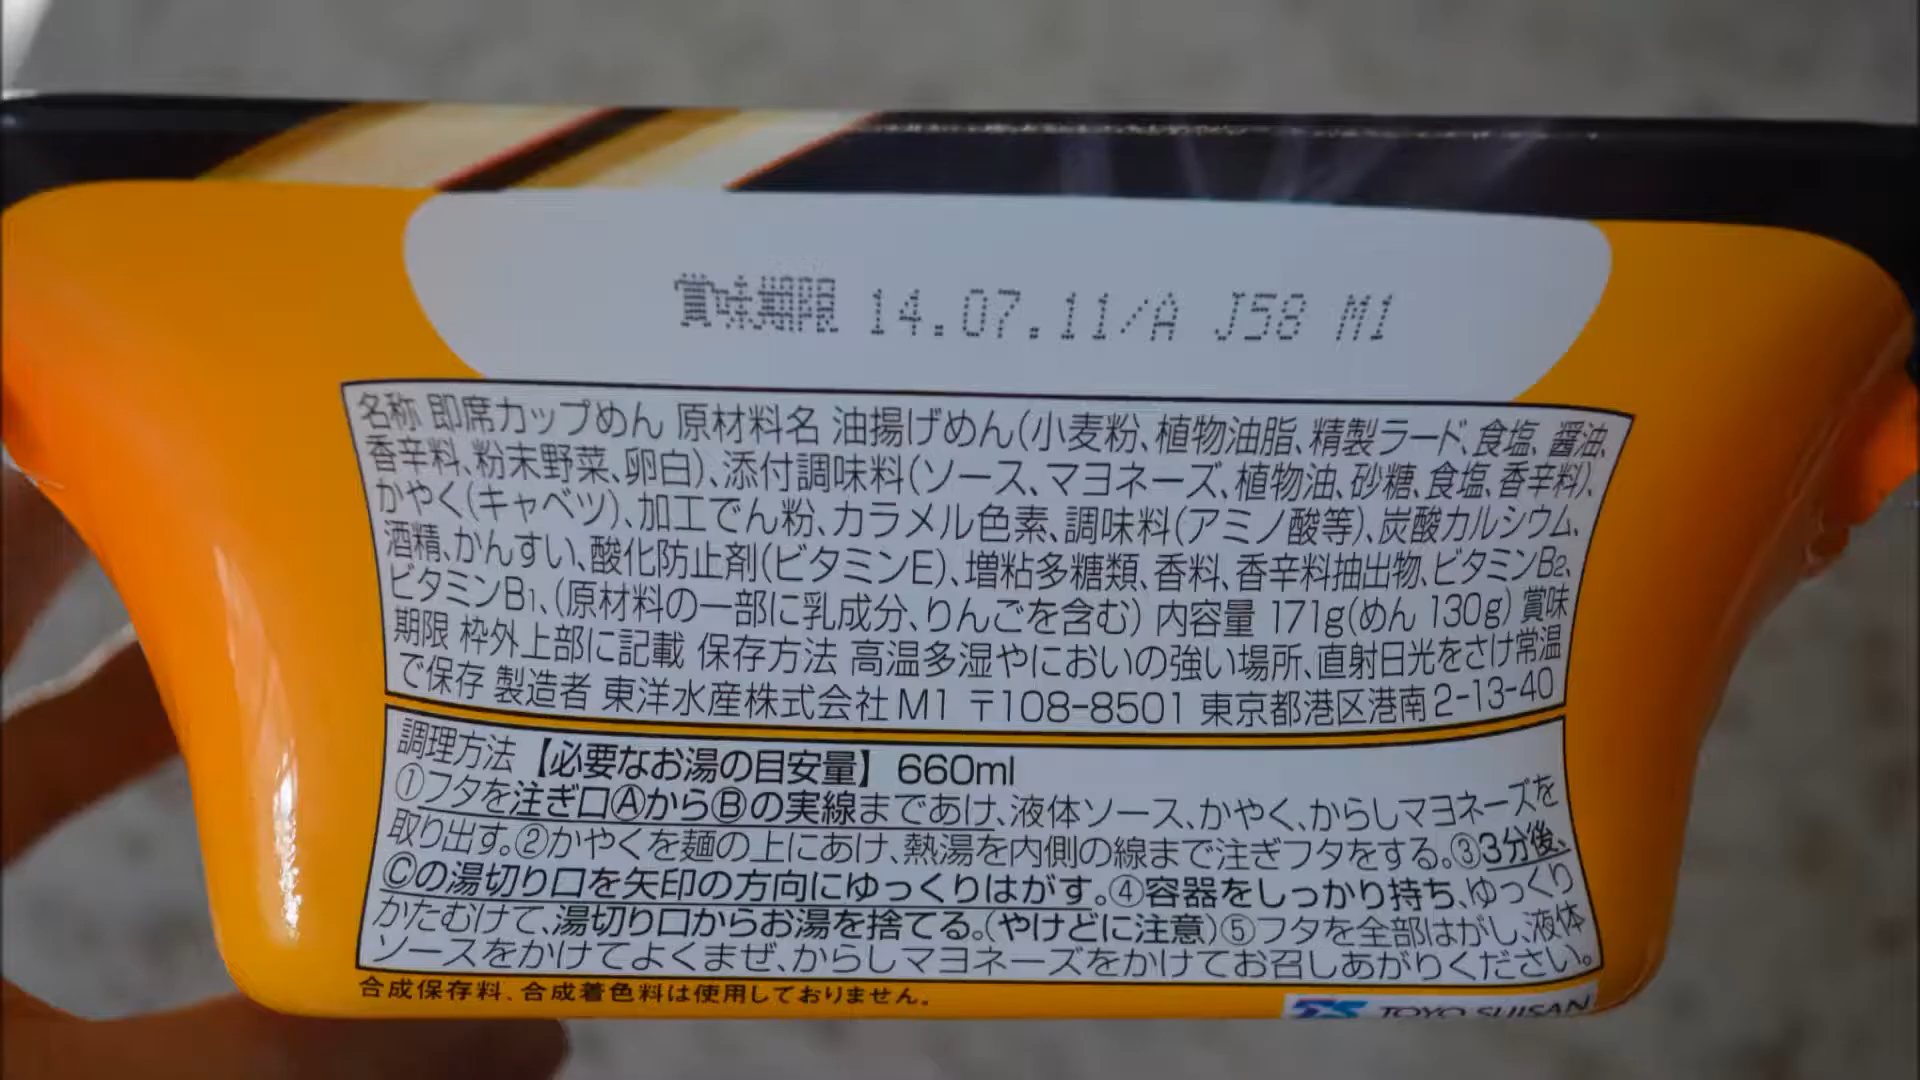 賞味期限 14.07.11/A J58 M1
名称 即席カップめん 原材料名 油揚げめん(小麦粉、植物油脂、精製ラード、食塩、醤油、
香辛料、粉末野菜、卵白)、添付調味料(ソース、マヨネーズ、植物油、砂糖、食塩、香辛料)、
かやく(キャベツ)、加工でん粉、カラメル色素、調味料(アミノ酸等)、炭酸カルシウム、
酒精、かんすい、酸化防止剤(ビタミンE)、増粘多糖類、香料、香辛料抽出物、ビタミンB2、
ビタミンB1、(原材料の一部に乳成分、りんごを含む) 内容量 171g(めん 130g) 賞味
期限 枠外上部に記載 保存方法 高温多湿やにおいの強い場所、直射日光をさけ常温
で保存 製造者 東洋水産株式会社 M1 〒108-8501 東京都港区港南2-13-40
調理方法【必要なお湯の目安量】660ml
①フタを注ぎ口ⒶからⒷの実線まであけ、液体ソース、かやく、からしマヨネーズを
取り出す。②かやくを麺の上にあけ、熱湯を内側の線まで注ぎフタをする。③3分後、
Ⓒの湯切り口を矢印の方向にゆっくりはがす。④容器をしっかり持ち、ゆっくり
かたむけて、湯切り口からお湯を捨てる。(やけどに注意)⑤フタを全部はがし、液体
ソースをかけてよくまぜ、からしマヨネーズをかけてお召しあがりください。
合成保存料、合成着色料は使用しておりません。
TOYO SUISAN